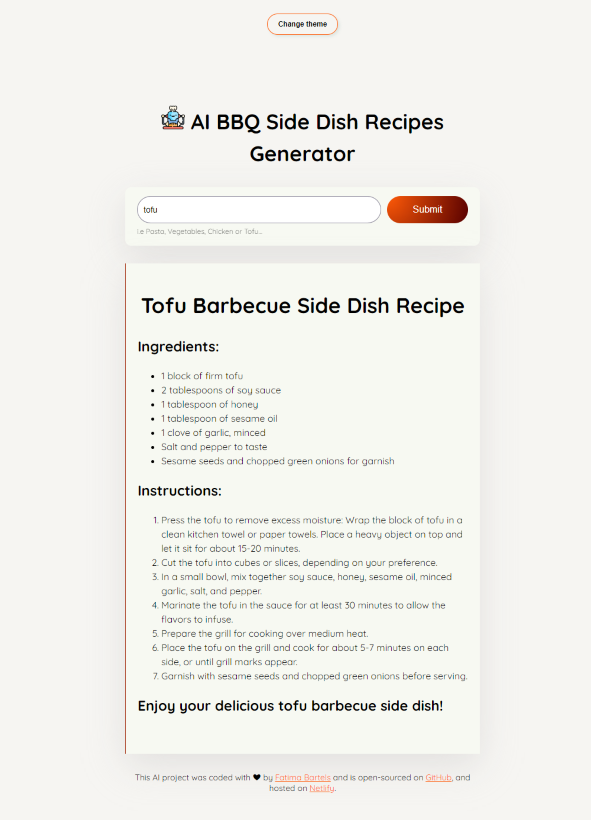 Change theme
AI BBQ Side Dish Recipes
Generator
tofu
Submit
i.e Pasta, Vegetables, Chicken or Tofu...
Tofu Barbecue Side Dish Recipe
Ingredients:
1 block of firm tofu
2 tablespoons of soy sauce
1 tablespoon of honey
1 tablespoon of sesame oil
1 clove of garlic, minced
Salt and pepper to taste
Sesame seeds and chopped green onions for garnish
Instructions:
1. Press the tofu to remove excess moisture: Wrap the block of tofu in a
clean kitchen towel or paper towels. Place a heavy object on top and
let it sit for about 15-20 minutes.
2. Cut the tofu into cubes or slices, depending on your preference.
3. In a small bowl, mix together soy sauce, honey, sesame oil, minced
garlic, salt, and pepper.
4. Marinate the tofu in the sauce for at least 30 minutes to allow the
flavors to infuse.
5. Prepare the grill for cooking over medium heat.
6. Place the tofu on the grill and cook for about 5-7 minutes on each
side, or until grill marks appear.
7. Garnish with sesame seeds and chopped green onions before serving.
Enjoy your delicious tofu barbecue side dish!
This AI project was coded with ❤ by Fatima Bartels and is open-sourced on GitHub, and
hosted on Netlify.